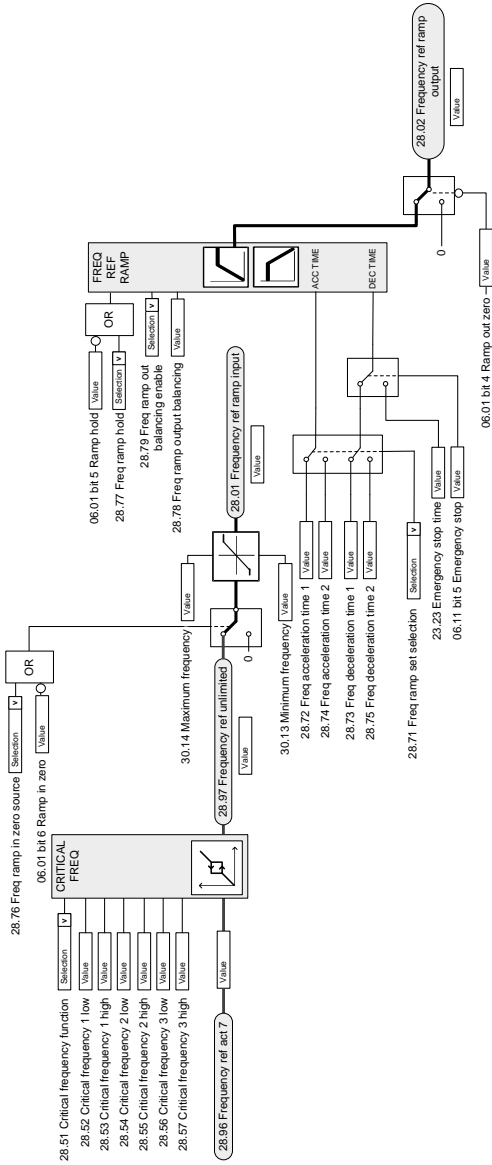 28.76 Freq ramp in zero source
Selection
v
06.01 bit 6 Ramp in zero
Value
OR
28.51 Critical frequency function
Selection
v
28.52 Critical frequency 1 low
Value
28.53 Critical frequency 1 high
Value
28.54 Critical frequency 2 low
Value
28.55 Critical frequency 2 high
Value
28.56 Critical frequency 3 low
Value
28.57 Critical frequency 3 high
Value
CRITICAL
FREQ
28.96 Frequency ref act 7
Value
28.97 Frequency ref unlimited
Value
0
30.14 Maximum frequency
Value
30.13 Minimum frequency
Value
28.01 Frequency ref ramp input
Value
06.01 bit 5 Ramp hold
Value
28.77 Freq ramp hold
Selection
v
OR
28.79 Freq ramp out
balancing enable
Selection
v
28.78 Freq ramp output balancing
Value
FREQ
REF
RAMP
ACC TIME
DEC TIME
28.72 Freq acceleration time 1
Value
28.74 Freq acceleration time 2
Value
28.73 Freq deceleration time 1
Value
28.75 Freq deceleration time 2
Value
28.71 Freq ramp set selection
Selection
v
23.23 Emergency stop time
Value
06.11 bit 5 Emergency stop
Value
0
06.01 bit 4 Ramp out zero
Value
28.02 Frequency ref ramp
output
Value